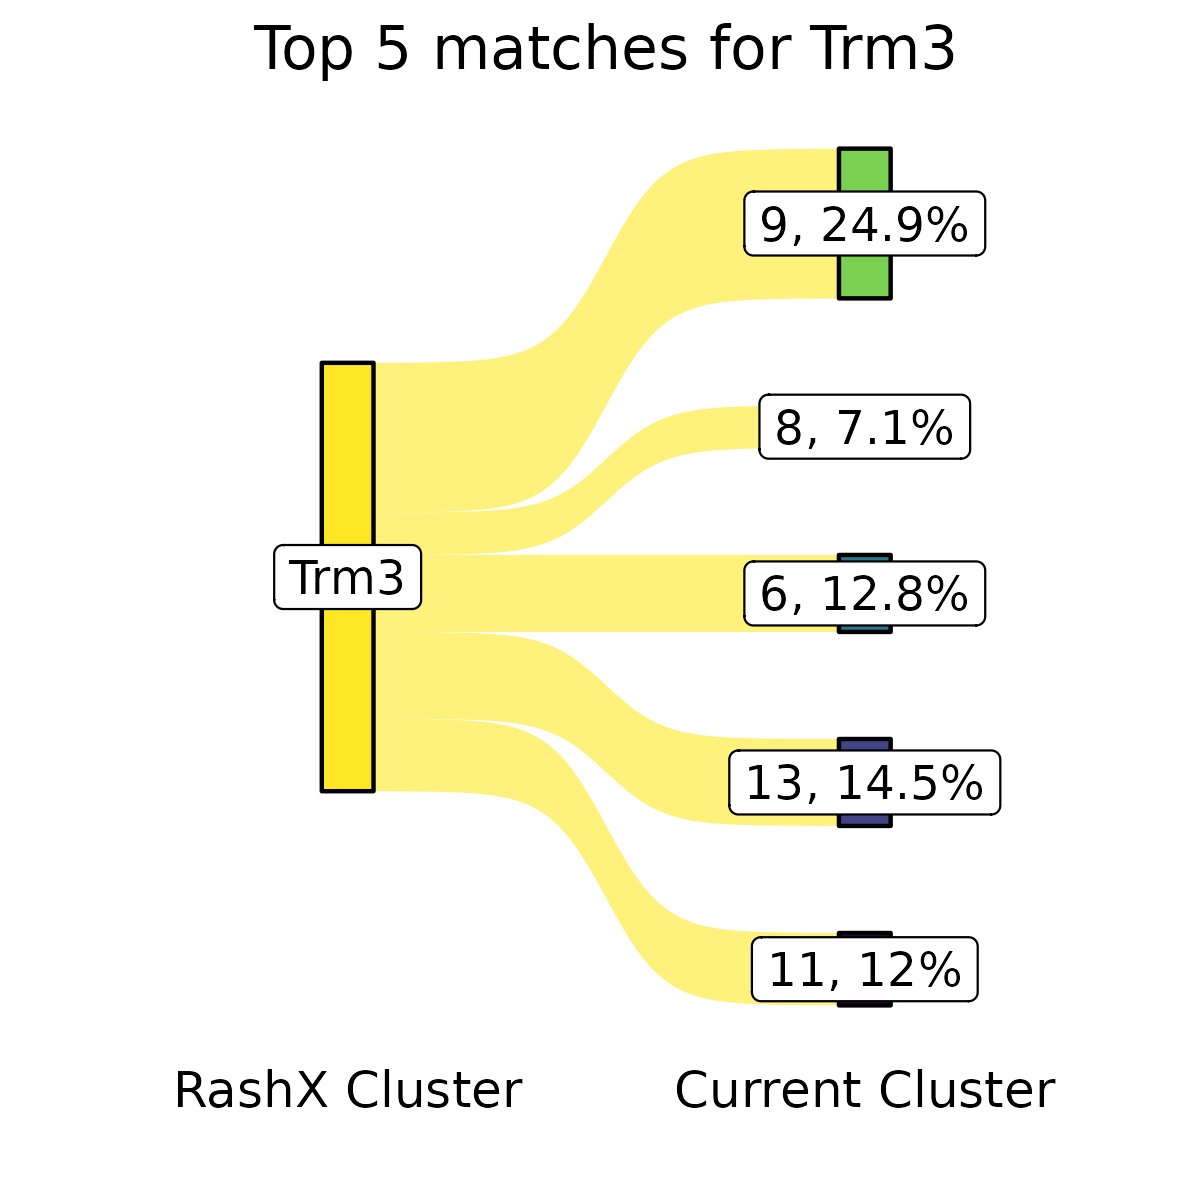 Top 5 matches for Trm3
9, 24.9%
8, 7.1%
Trm3
6, 12.8%
13, 14.5%
11, 12%
RashX Cluster
Current Cluster